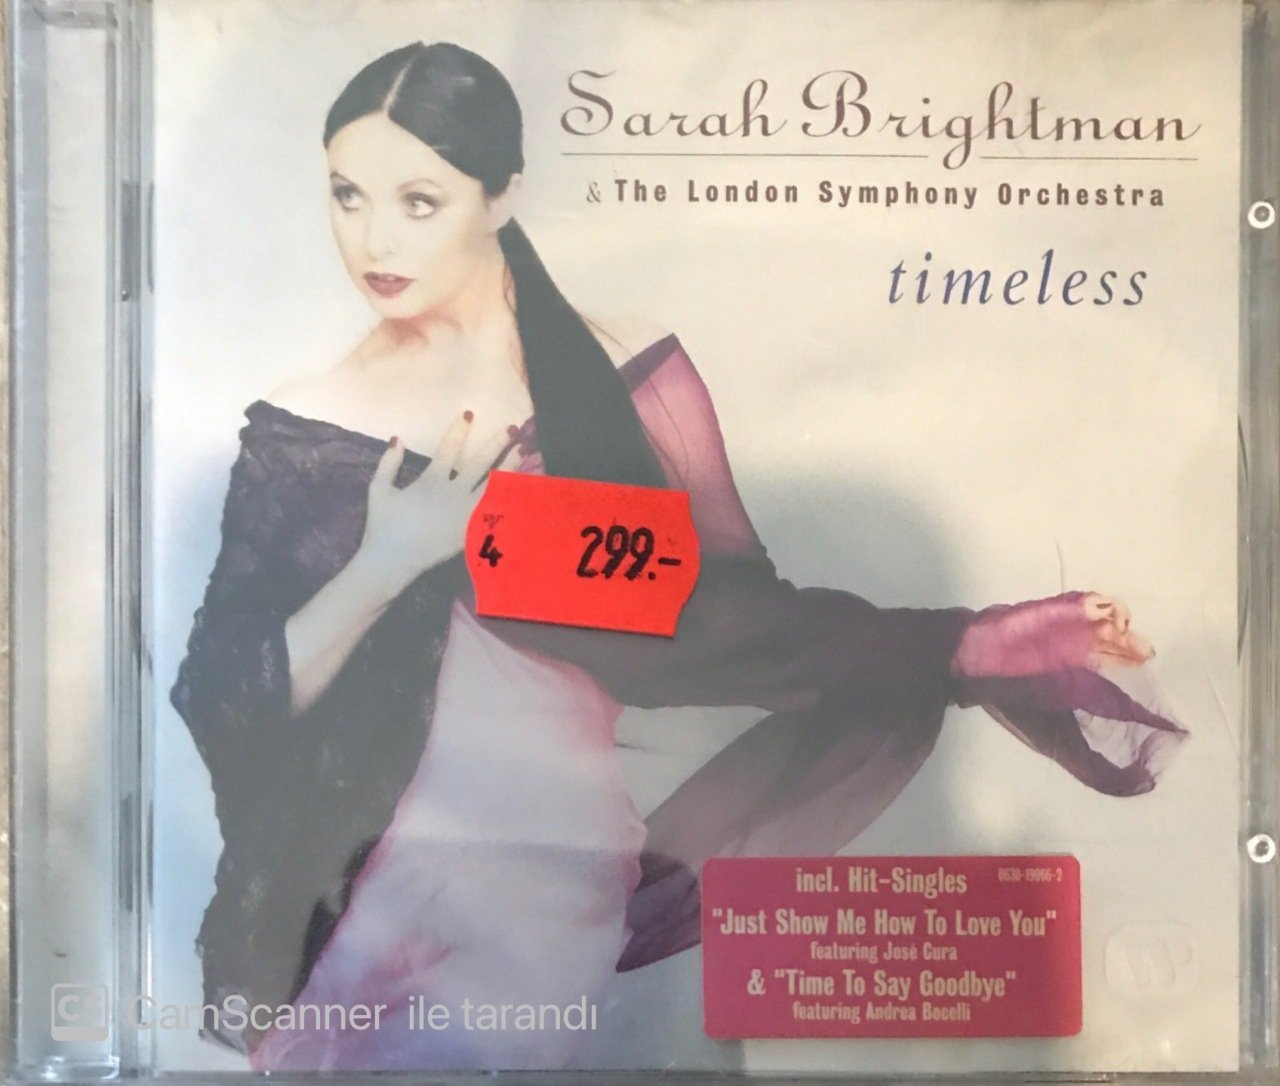 Sarah Brightman
& The London Symphony Orchestra
timeless
4 299.-
incl. Hit-Singles 0630-19066-2
"Just Show Me How To Love You"
featuring José Cura
& "Time To Say Goodbye"
featuring Andrea Bocelli
CS CamScanner ile tarandı